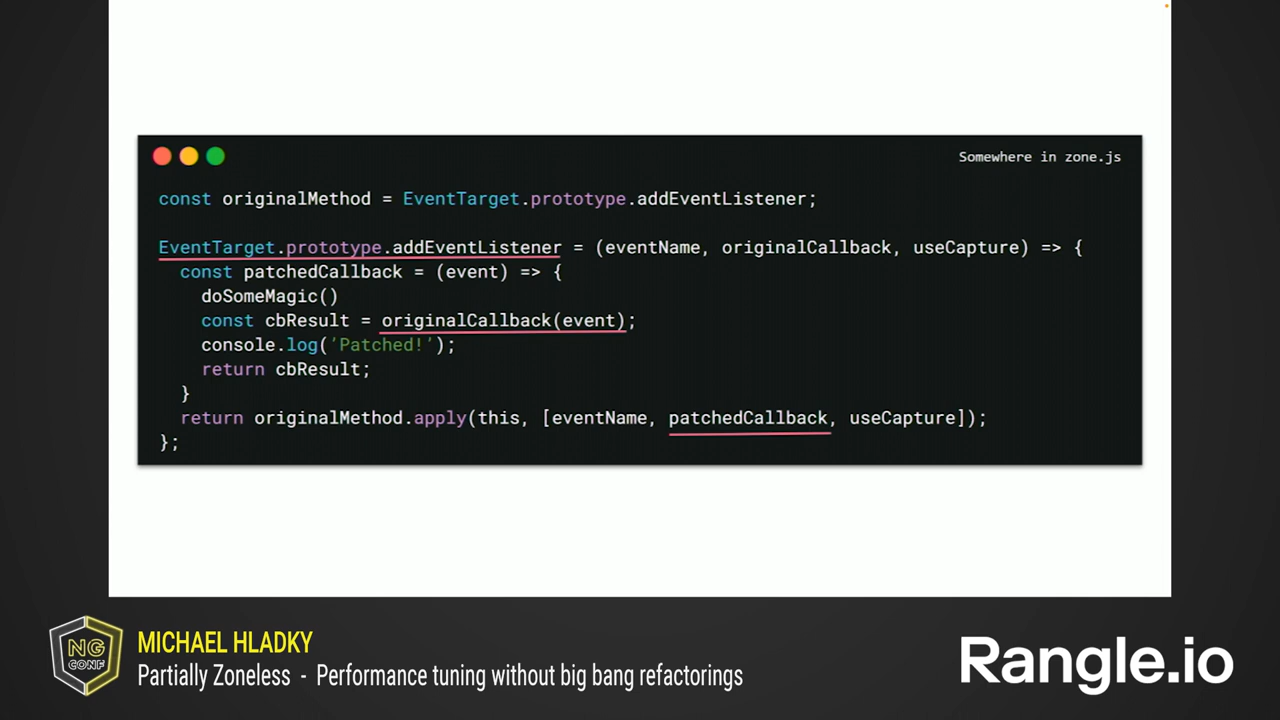 Somewhere in zone.js
const originalMethod = EventTarget.prototype.addEventListener;
EventTarget.prototype.addEventListener = (eventName, originalCallback, useCapture) => {
const patchedCallback = (event) => {
doSomeMagic()
const cbResult = originalCallback(event);
console.log('Patched!');
return cbResult;
}
return originalMethod.apply(this, [eventName, patchedCallback, useCapture]);
};
NG
CONF
MICHAEL HLADKY
Partially Zoneless - Performance tuning without big bang refactorings
Rangle.io